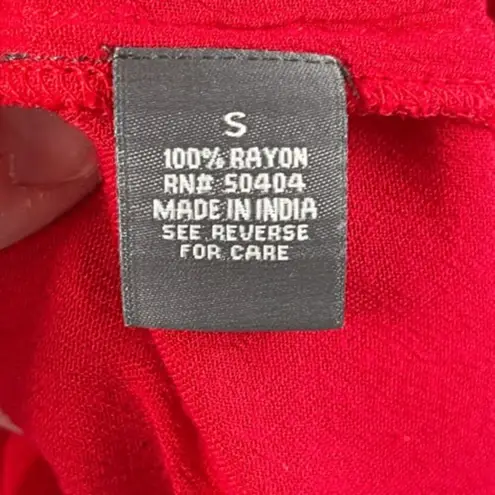 S
100% RAYON
RN# 50404
MADE IN INDIA
SEE REVERSE
FOR CARE